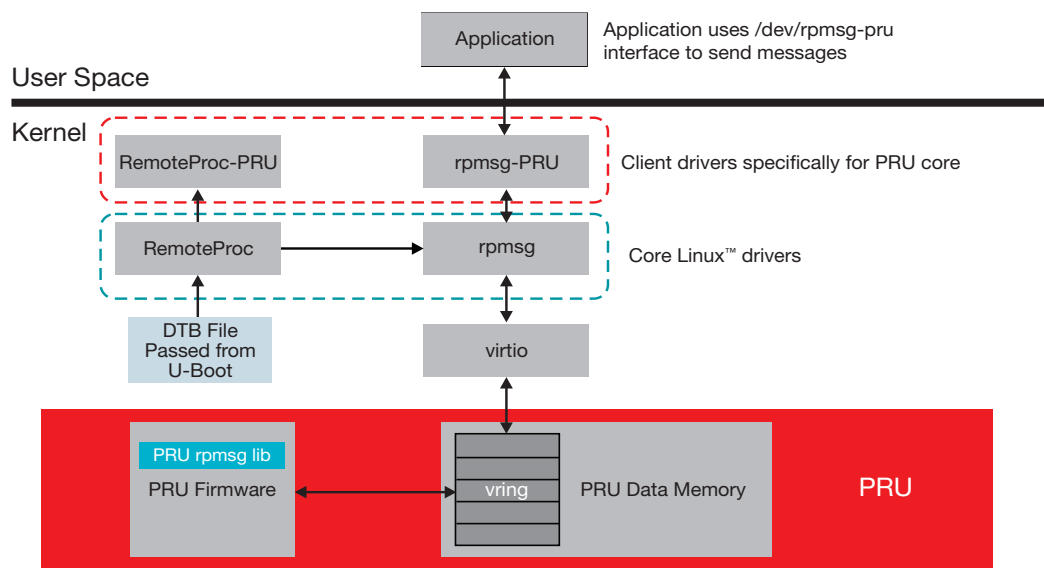 Application
Application uses /dev/rpmsg-pru
interface to send messages
User Space
Kernel
RemoteProc-PRU
rpmsg-PRU
Client drivers specifically for PRU core
RemoteProc
rpmsg
Core Linux™ drivers
DTB File
Passed from
U-Boot
virtio
PRU rpmsg lib
PRU Firmware
vring
PRU Data Memory
PRU